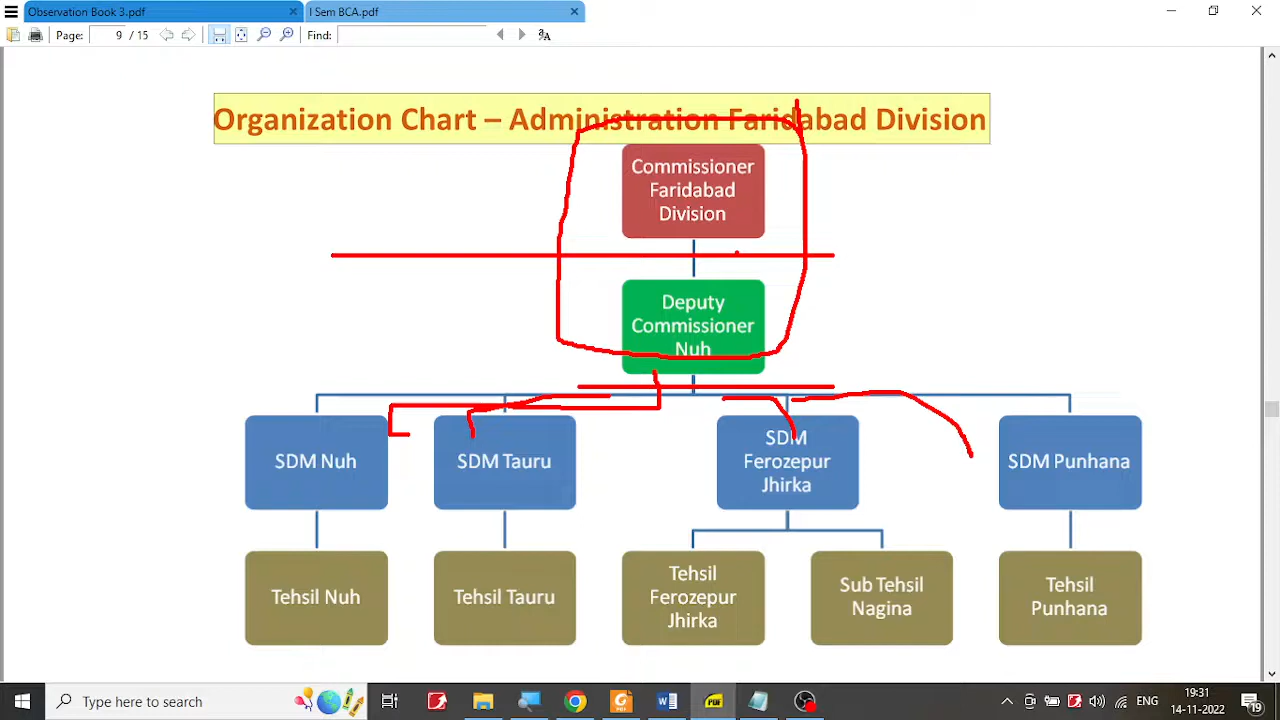 Observation Book 3.pdf
I Sem BCA.pdf
Page: 9 / 15
Find:
Organization Chart – Administration Faridabad Division
Commissioner
Faridabad
Division
Deputy
Commissioner
Nuh
SDM Nuh
SDM Tauru
SDM
Ferozepur
Jhirka
SDM Punhana
Tehsil Nuh
Tehsil Tauru
Tehsil
Ferozepur
Jhirka
Sub Tehsil
Nagina
Tehsil
Punhana
Type here to search
ENG
19:31
14-11-2022
19